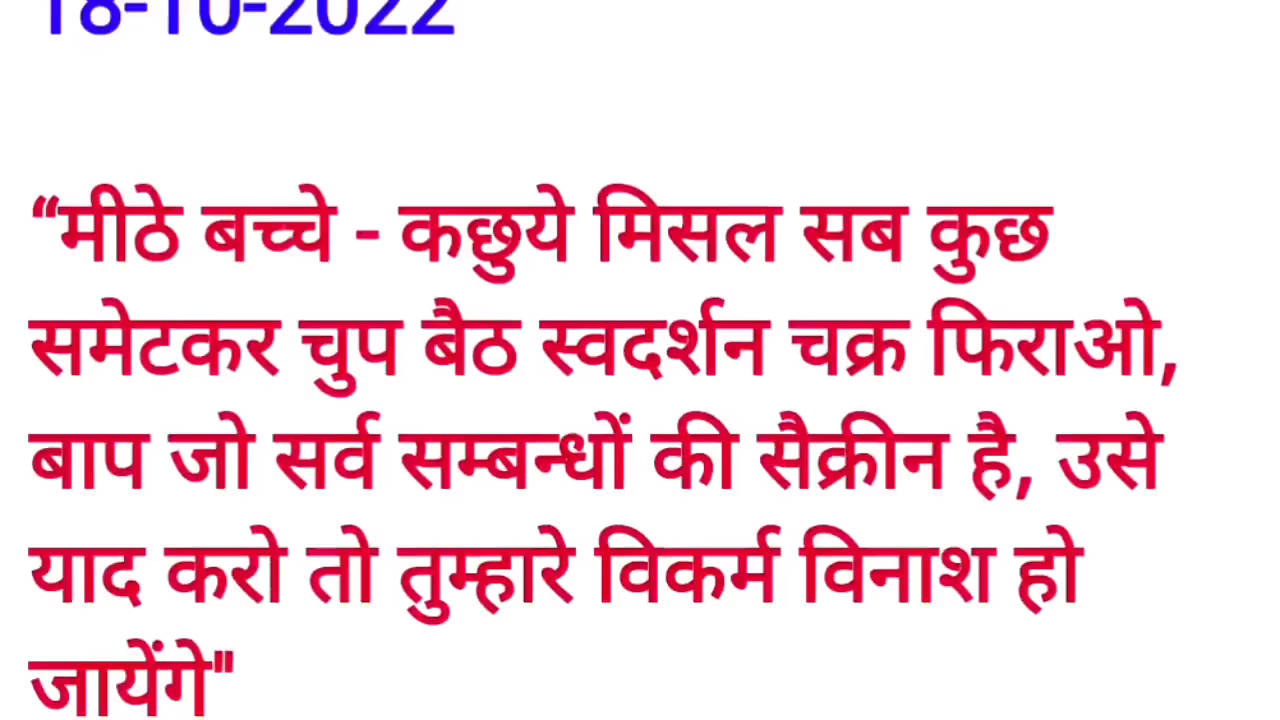 18-10-2022
“मीठे बच्चे - कछुये मिसल सब कुछ
समेटकर चुप बैठ स्वदर्शन चक्र फिराओ,
बाप जो सर्व सम्बन्धों की सैक्रीन है, उसे
याद करो तो तुम्हारे विकर्म विनाश हो
जायेंगे"